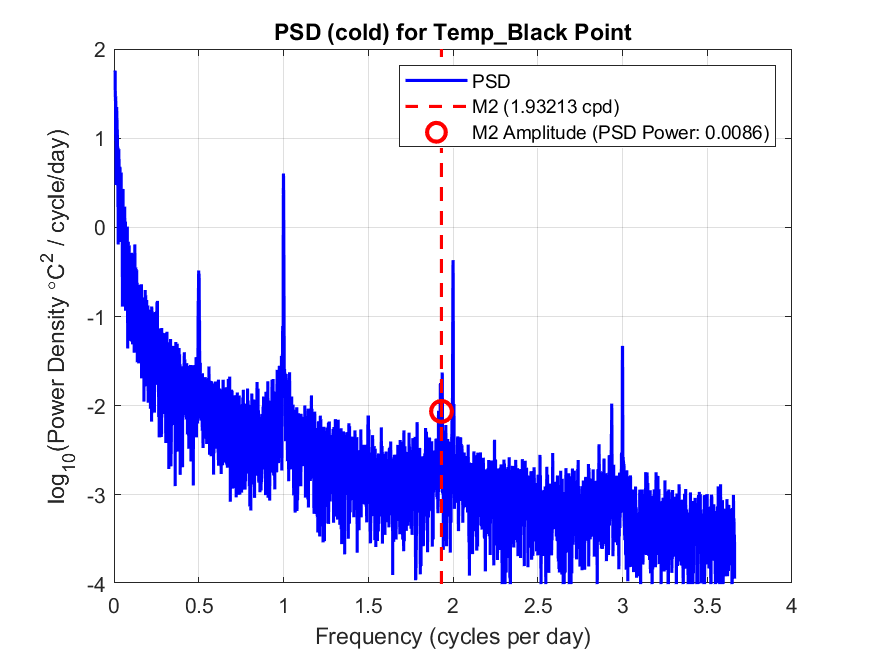 PSD (cold) for Temp_Black Point
PSD
M2 (1.93213 cpd)
M2 Amplitude (PSD Power: 0.0086)
log10(Power Density °C2 / cycle/day)
2
1
0
-1
-2
-3
-4
0 0.5 1 1.5 2 2.5 3 3.5 4
Frequency (cycles per day)